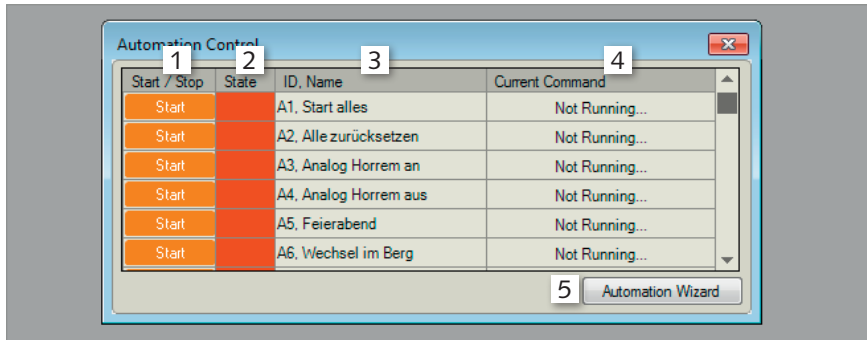 Automation Control
1 2 3 4
Start / Stop State ID, Name Current Command
Start A1, Start alles Not Running...
Start A2, Alle zurücksetzen Not Running...
Start A3, Analog Horrem an Not Running...
Start A4, Analog Horrem aus Not Running...
Start A5, Feierabend Not Running...
Start A6, Wechsel im Berg Not Running...
5 Automation Wizard